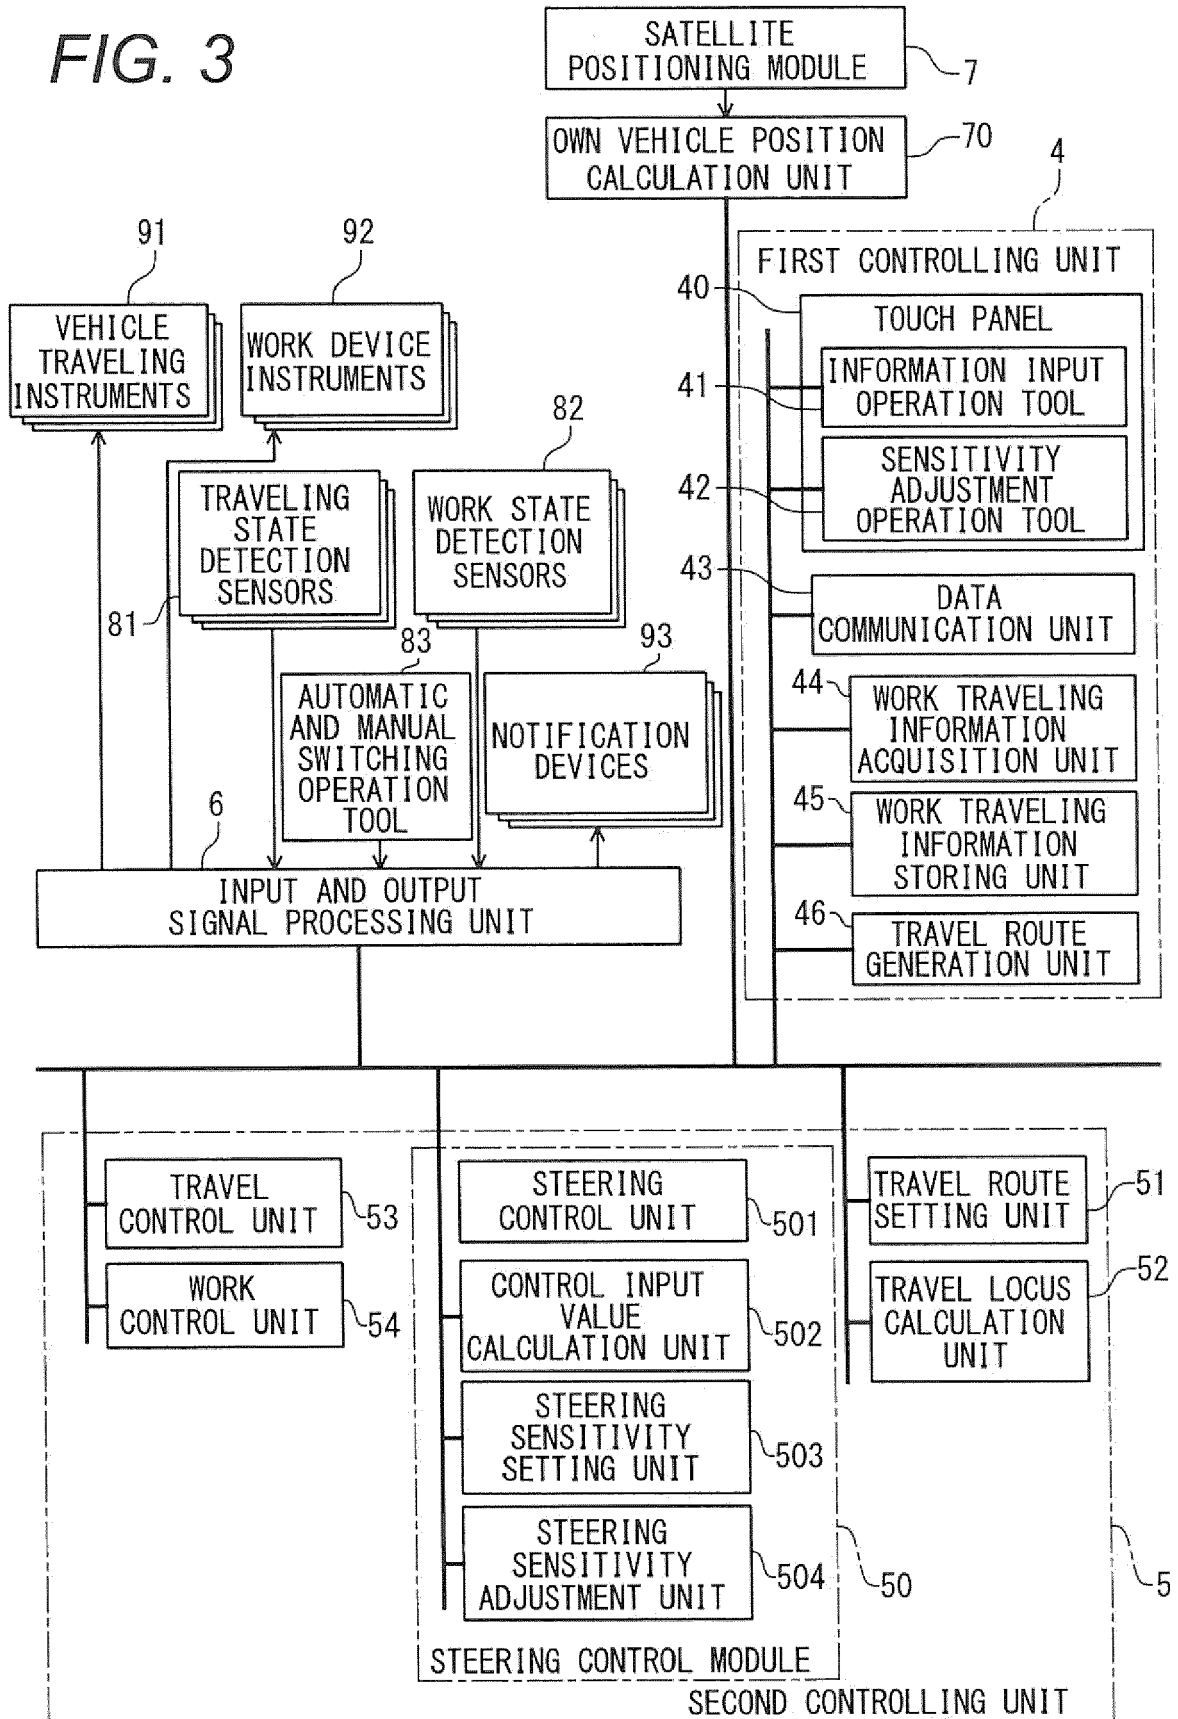 FIG. 3
SATELLITE
POSITIONING MODULE
7
OWN VEHICLE POSITION
CALCULATION UNIT
70
4
FIRST CONTROLLING UNIT
40
TOUCH PANEL
41
INFORMATION INPUT
OPERATION TOOL
42
SENSITIVITY
ADJUSTMENT
OPERATION TOOL
43
DATA
COMMUNICATION UNIT
44
WORK TRAVELING
INFORMATION
ACQUISITION UNIT
45
WORK TRAVELING
INFORMATION
STORING UNIT
46
TRAVEL ROUTE
GENERATION UNIT
91
VEHICLE
TRAVELING
INSTRUMENTS
92
WORK DEVICE
INSTRUMENTS
81
TRAVELING
STATE
DETECTION
SENSORS
82
WORK STATE
DETECTION
SENSORS
83
AUTOMATIC
AND MANUAL
SWITCHING
OPERATION
TOOL
93
NOTIFICATION
DEVICES
6
INPUT AND OUTPUT
SIGNAL PROCESSING UNIT
TRAVEL
CONTROL UNIT
53
WORK
CONTROL UNIT
54
STEERING
CONTROL UNIT
501
CONTROL INPUT
VALUE
CALCULATION UNIT
502
STEERING
SENSITIVITY
SETTING UNIT
503
STEERING
SENSITIVITY
ADJUSTMENT UNIT
504
50
STEERING CONTROL MODULE
TRAVEL ROUTE
SETTING UNIT
51
TRAVEL LOCUS
CALCULATION
UNIT
52
5
SECOND CONTROLLING UNIT